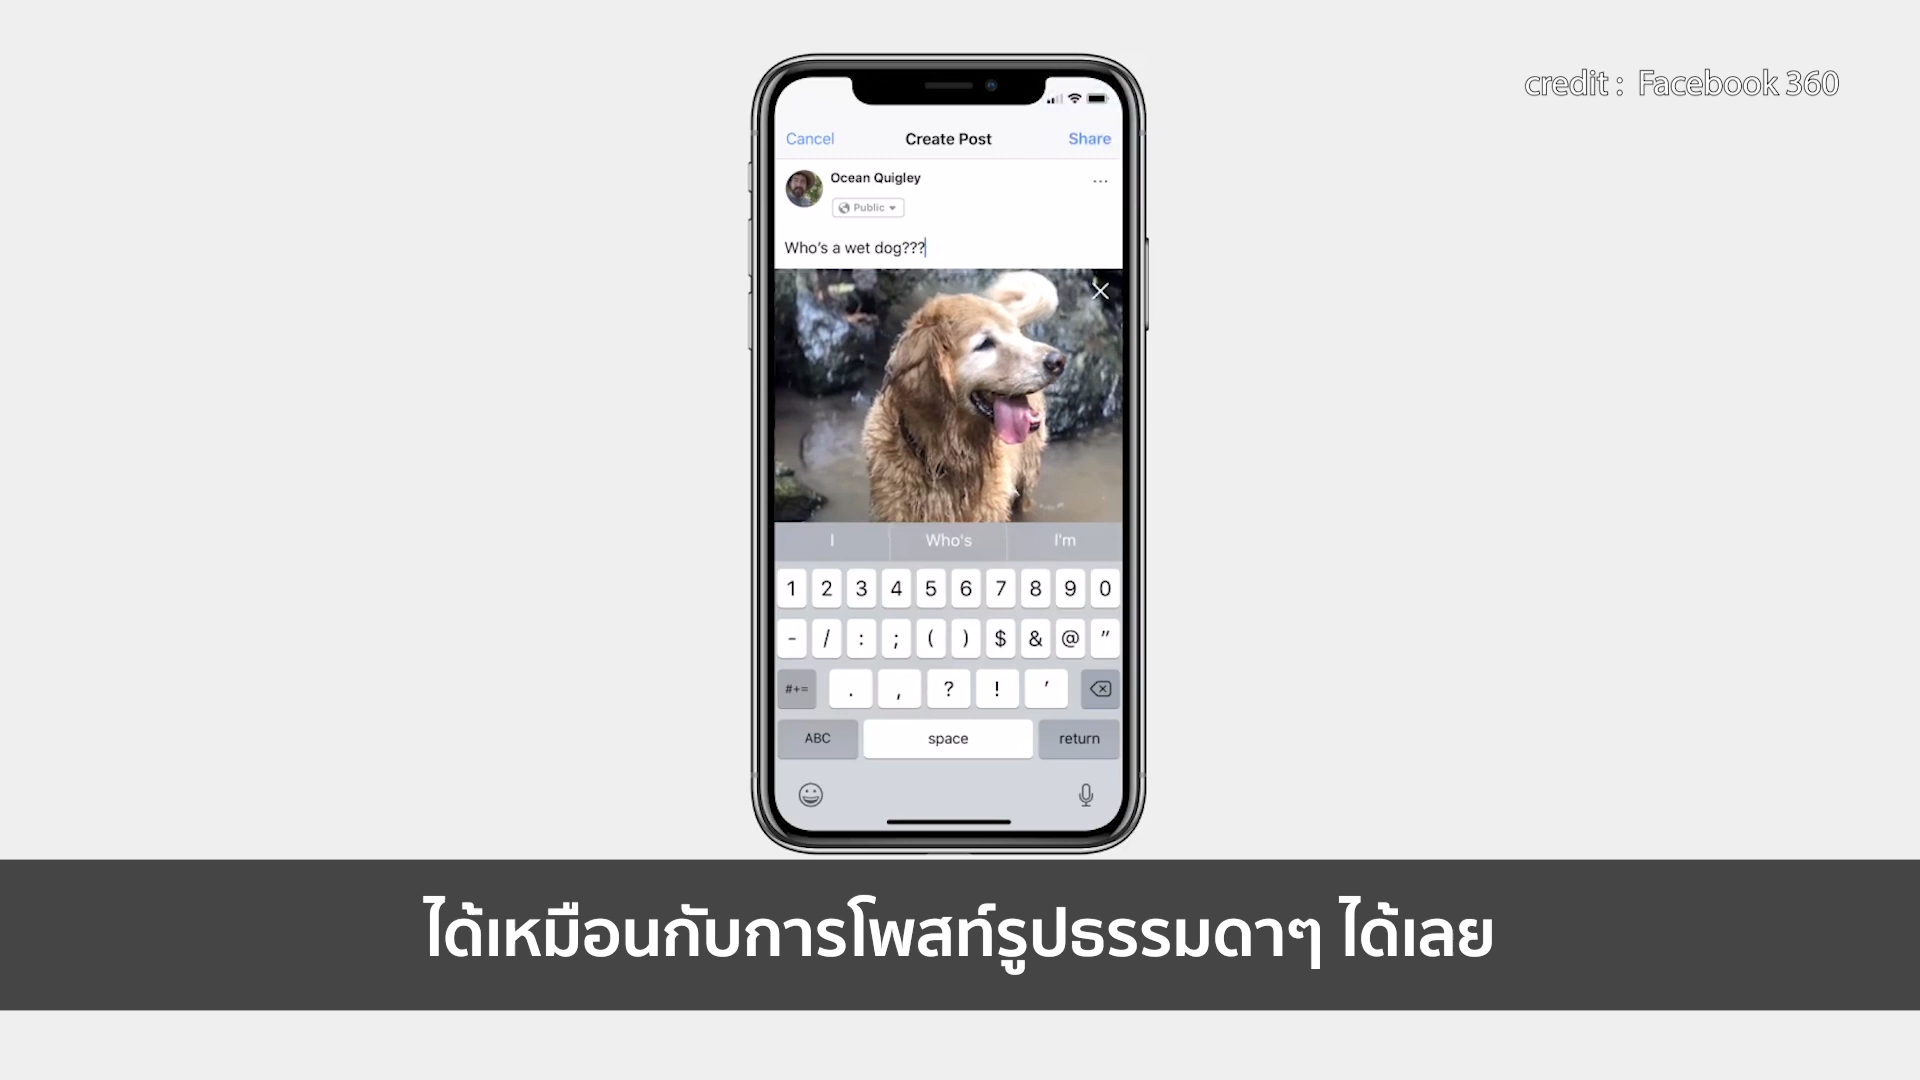 credit : Facebook 360
Cancel Create Post Share
Ocean Quigley ...
Public
Who’s a wet dog???
I Who's I'm
1 2 3 4 5 6 7 8 9 0
- / : ; ( ) $ & @ "
#+= . , ? ! '
ABC space return
ได้เหมือนกับการโพสท์รูปธรรมดาๆ ได้เลย